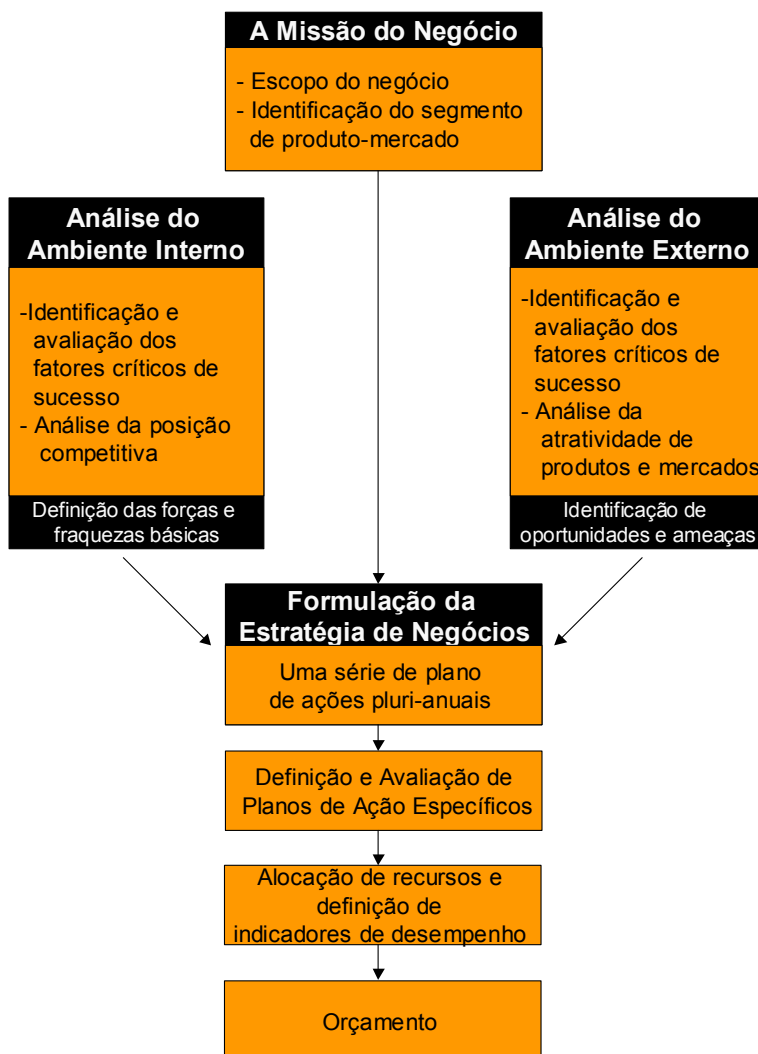 A Missão do Negócio
- Escopo do negócio
- Identificação do segmento
de produto-mercado
Análise do
Ambiente Interno
-Identificação e
avaliação dos
fatores críticos de
sucesso
- Análise da posição
competitiva
Definição das forças e
fraquezas básicas
Análise do
Ambiente Externo
-Identificação e
avaliação dos
fatores críticos de
sucesso
- Análise da
atratividade de
produtos e mercados
Identificação de
oportunidades e ameaças
Formulação da
Estratégia de Negócios
Uma série de plano
de ações pluri-anuais
Definição e Avaliação de
Planos de Ação Específicos
Alocação de recursos e
definição de
indicadores de desempenho
Orçamento